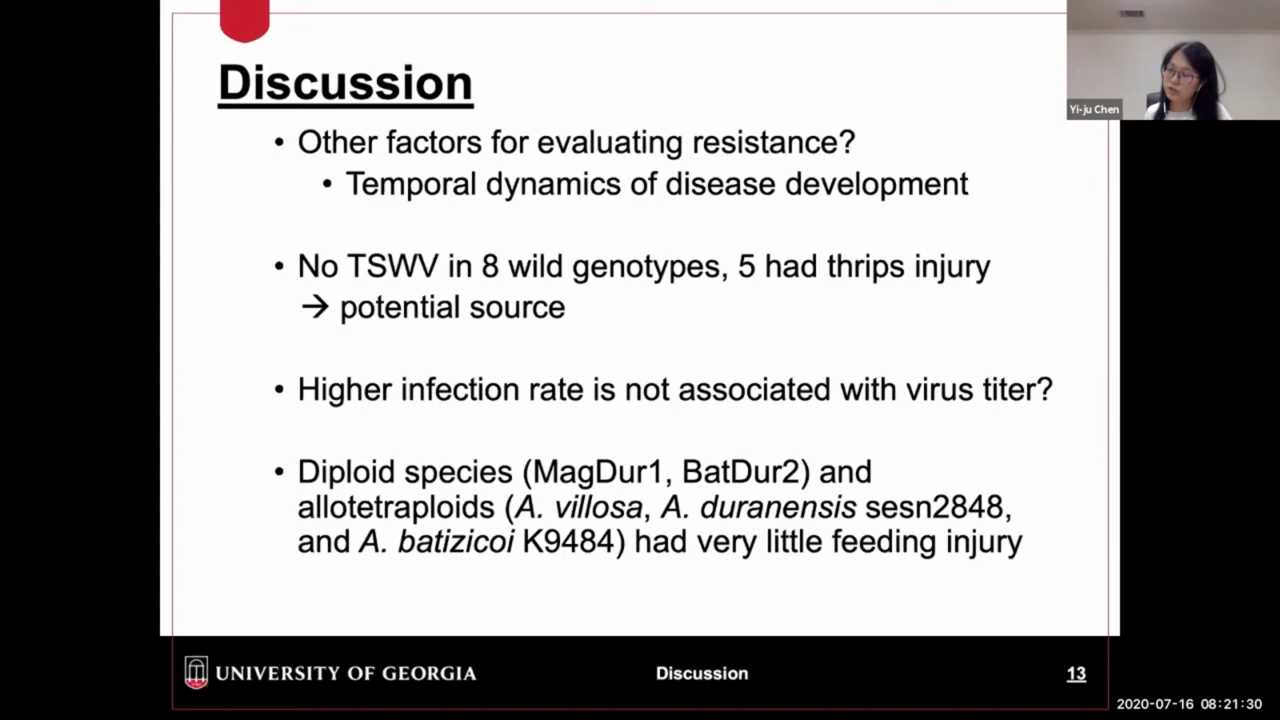 Discussion
• Other factors for evaluating resistance?
• Temporal dynamics of disease development
• No TSWV in 8 wild genotypes, 5 had thrips injury
→ potential source
• Higher infection rate is not associated with virus titer?
• Diploid species (MagDur1, BatDur2) and
allotetraploids (A. villosa, A. duranensis sesn2848,
and A. batizicoi K9484) had very little feeding injury
Yi-ju Chen
UNIVERSITY OF GEORGIA
Discussion
13
2020-07-16 08:21:30